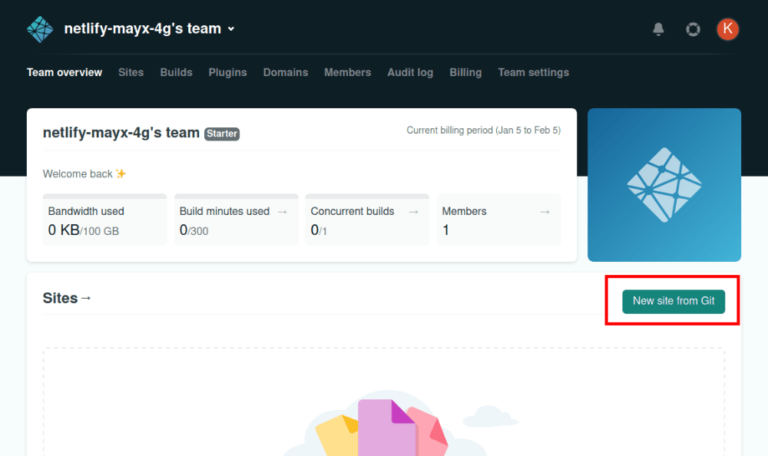 netlify-mayx-4g's team
K
Team overview Sites Builds Plugins Domains Members Audit log Billing Team settings
netlify-mayx-4g's team Starter
Current billing period (Jan 5 to Feb 5)
Welcome back ✨
Bandwidth used
0 KB/100 GB
Build minutes used →
0/300
Concurrent builds →
0/1
Members →
1
Sites →
New site from Git